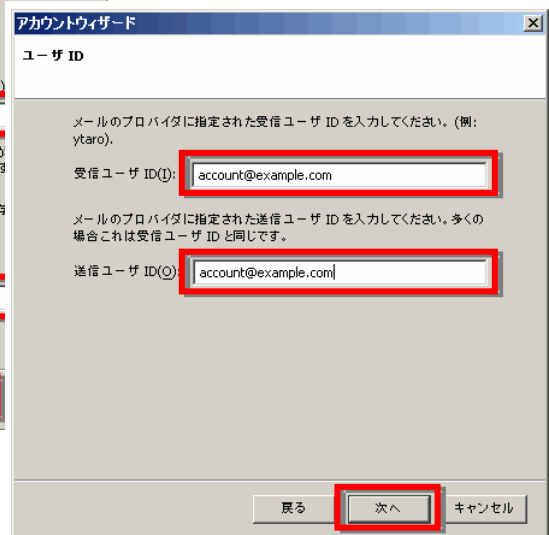 アカウントウィザード
ユーザ ID
メールのプロバイダに指定された受信ユーザ ID を入力してください。(例:
ytaro).
受信ユーザ ID(I): account@example.com
メールのプロバイダに指定された送信ユーザ ID を入力してください。多くの
場合これは受信ユーザ ID と同じです。
送信ユーザ ID(O): account@example.com
戻る 次へ キャンセル